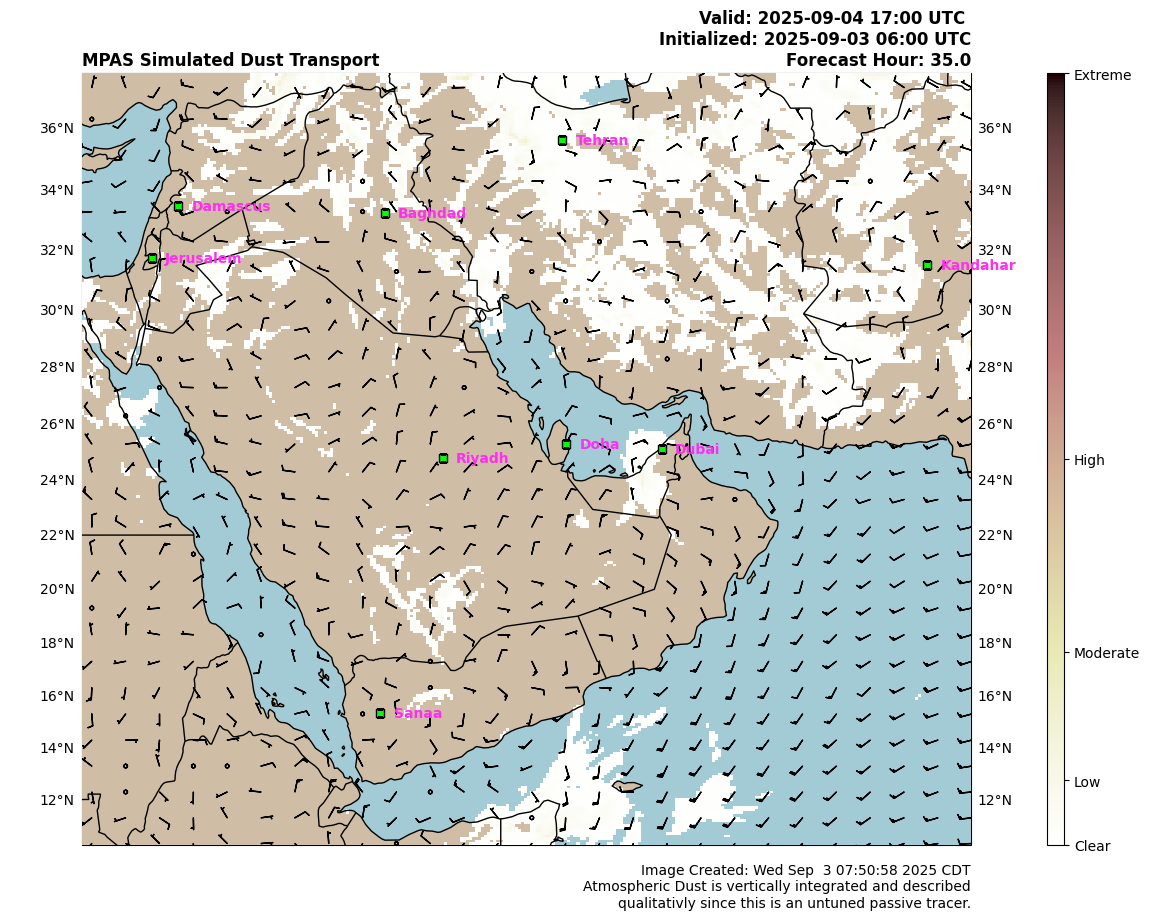 Valid: 2025-09-04 17:00 UTC
Initialized: 2025-09-03 06:00 UTC
MPAS Simulated Dust Transport
Forecast Hour: 35.0
Extreme
High
Moderate
Low
Clear
36°N
34°N
32°N
30°N
28°N
26°N
24°N
22°N
20°N
18°N
16°N
14°N
12°N
36°N
34°N
32°N
30°N
28°N
26°N
24°N
22°N
20°N
18°N
16°N
14°N
12°N
Tehran
Damascus
Baghdad
Jerusalem
Kandahar
Doha
Dubai
Riyadh
Sanaa
Image Created: Wed Sep  3 07:50:58 2025 CDT
Atmospheric Dust is vertically integrated and described
qualitativly since this is an untuned passive tracer.